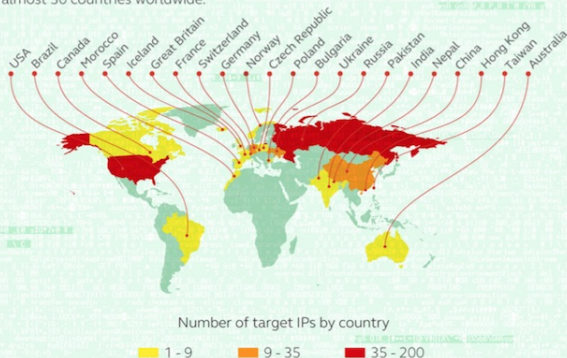 almost 30 countries worldwide.
USA
Brazil
Canada
Morocco
Spain
Iceland
Great Britain
France
Switzerland
Germany
Norway
Czech Republic
Poland
Bulgaria
Ukraine
Russia
Pakistan
India
Nepal
China
Hong Kong
Taiwan
Australia
Number of target IPs by country
1 - 9
9 - 35
35 - 200